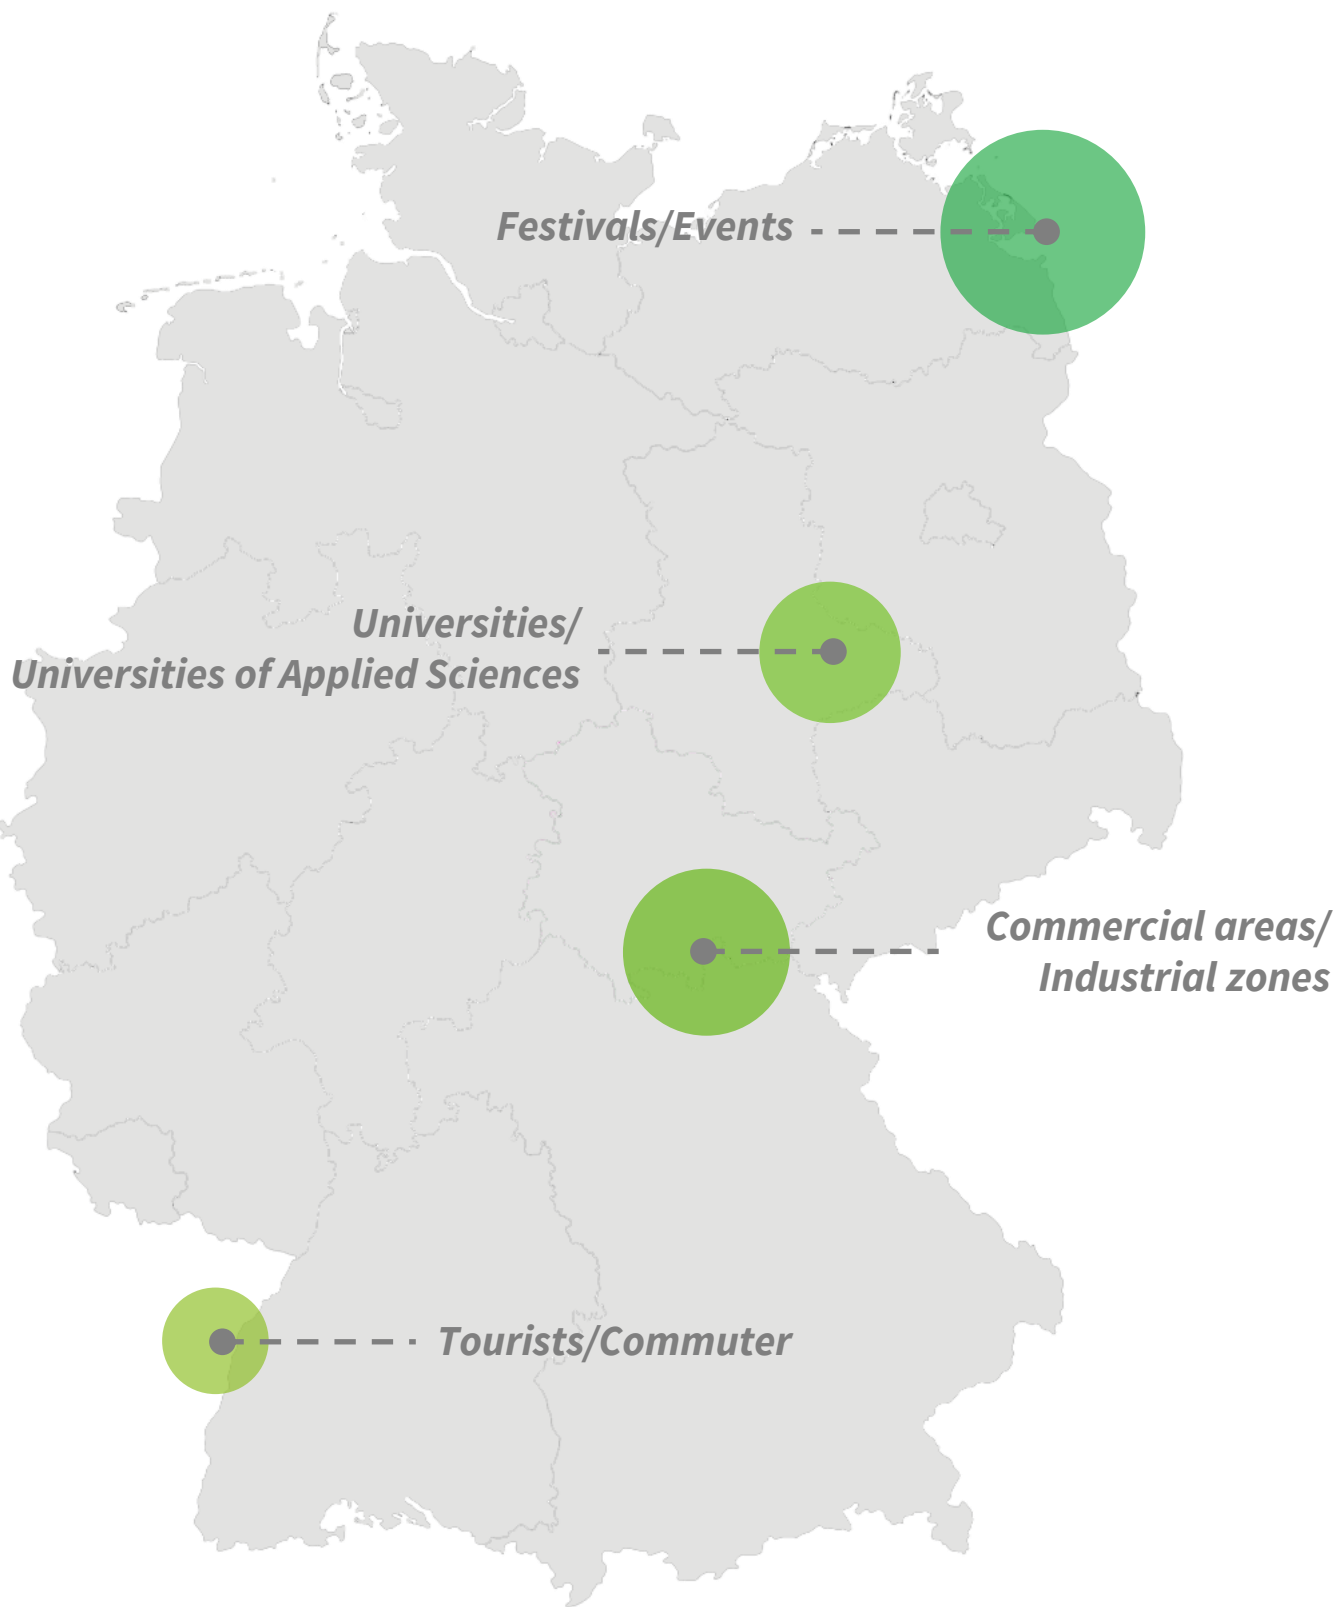 Festivals/Events
Universities/
Universities of Applied Sciences
Commercial areas/
Industrial zones
Tourists/Commuter